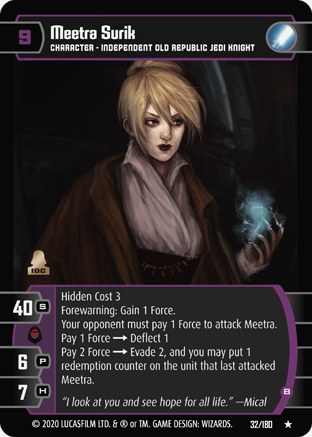 9 Meetra Surik
CHARACTER - INDEPENDENT OLD REPUBLIC JEDI KNIGHT
IDC
40 S
6 P
7 H
Hidden Cost 3
Forewarning: Gain 1 Force.
Your opponent must pay 1 Force to attack Meetra.
Pay 1 Force → Deflect 1
Pay 2 Force → Evade 2, and you may put 1
redemption counter on the unit that last attacked
Meetra.
B
"I look at you and see hope for all life." —Mical
© 2020 LUCASFILM LTD. & ® or TM. GAME DESIGN: WIZARDS. 32/180 ★